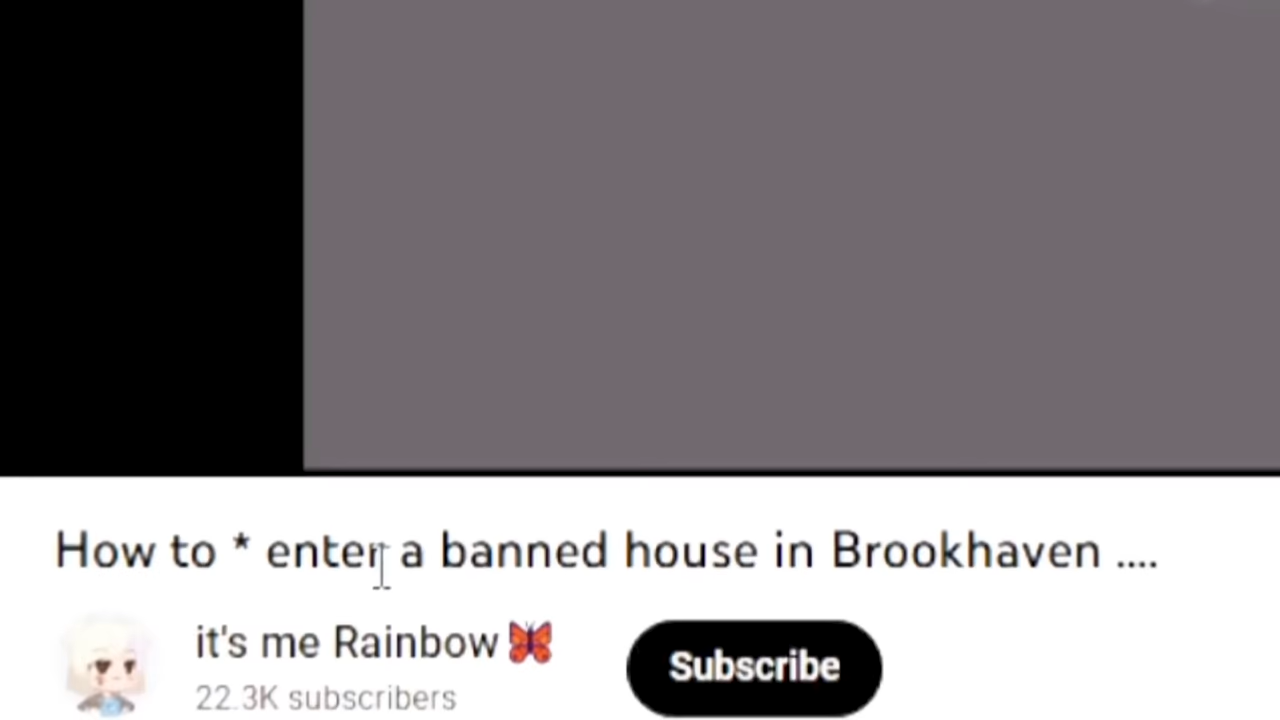 How to * enter a banned house in Brookhaven ....
it's me Rainbow 🦋
Subscribe
22.3K subscribers